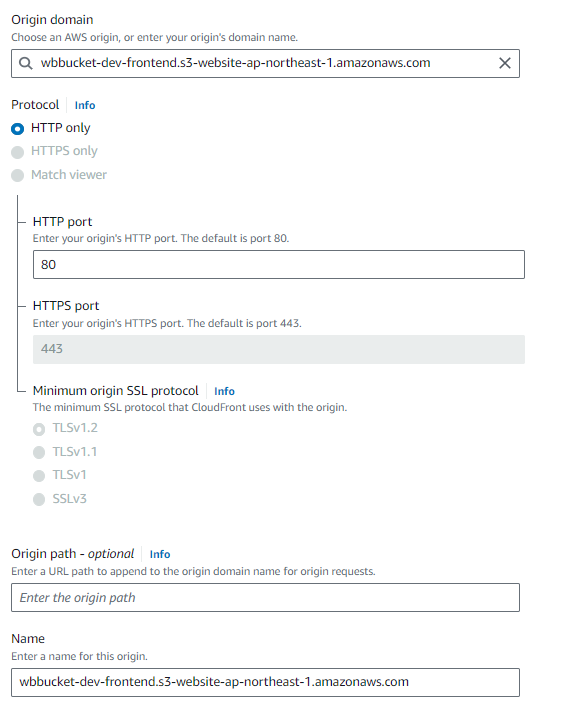 Origin domain
Choose an AWS origin, or enter your origin's domain name.
wbbucket-dev-frontend.s3-website-ap-northeast-1.amazonaws.com
Protocol Info
HTTP only
HTTPS only
Match viewer
HTTP port
Enter your origin's HTTP port. The default is port 80.
80
HTTPS port
Enter your origin's HTTPS port. The default is port 443.
443
Minimum origin SSL protocol Info
The minimum SSL protocol that CloudFront uses with the origin.
TLSv1.2
TLSv1.1
TLSv1
SSLv3
Origin path - optional Info
Enter a URL path to append to the origin domain name for origin requests.
Enter the origin path
Name
Enter a name for this origin.
wbbucket-dev-frontend.s3-website-ap-northeast-1.amazonaws.com